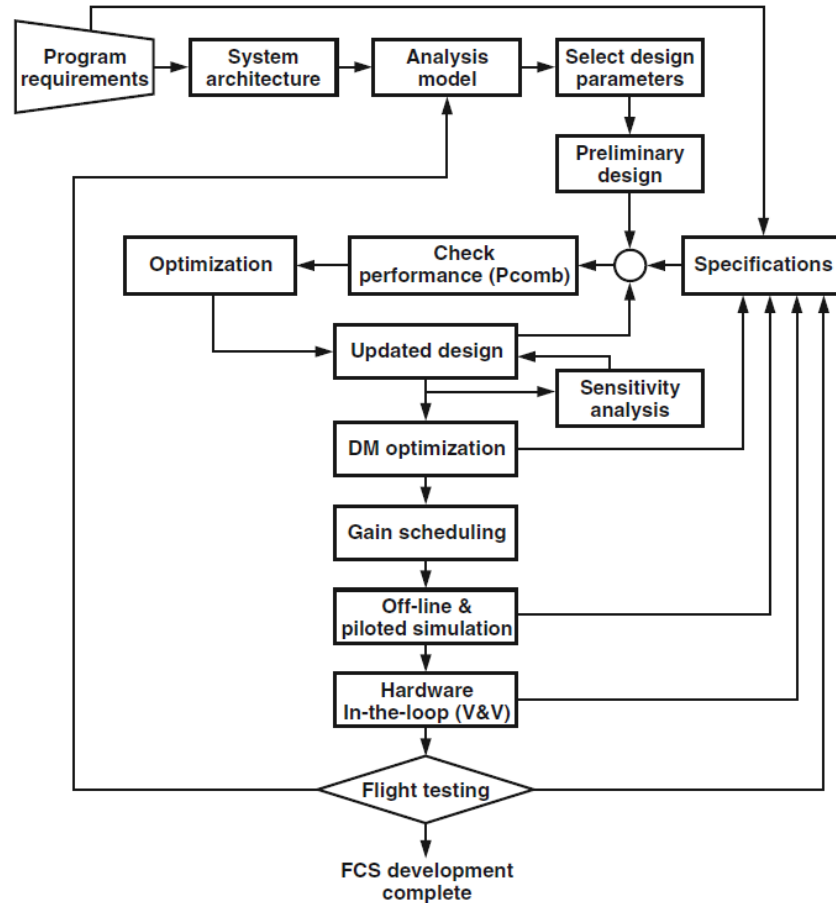 Program
requirements
System
architecture
Analysis
model
Select design
parameters
Preliminary
design
Optimization
Check
performance (Pcomb)
Specifications
Updated design
Sensitivity
analysis
DM optimization
Gain scheduling
Off-line &
piloted simulation
Hardware
In-the-loop (V&V)
Flight testing
FCS development
complete